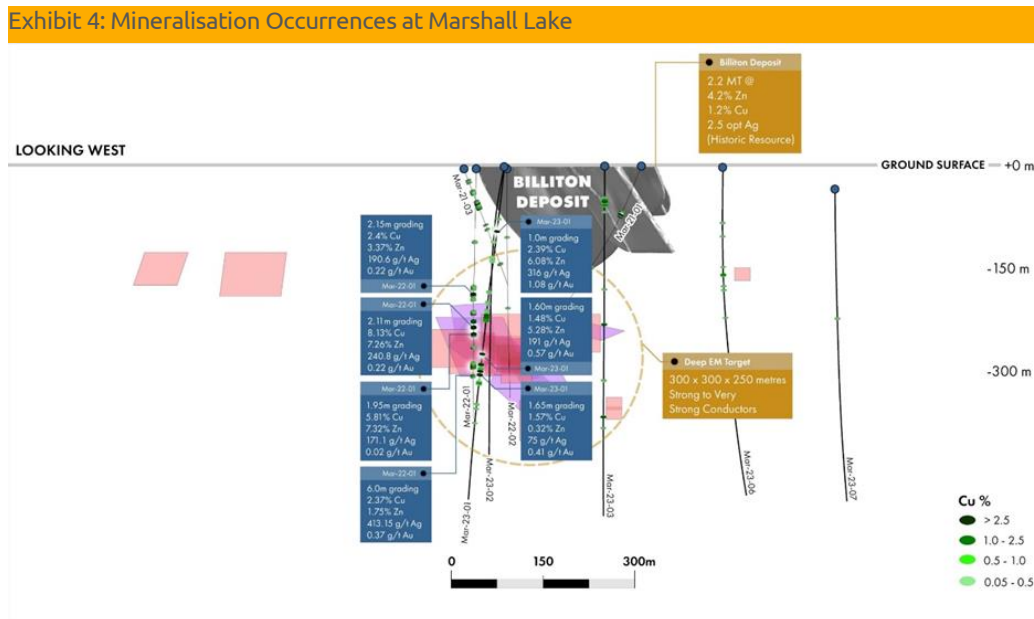 Exhibit 4: Mineralisation Occurrences at Marshall Lake
Billiton Deposit
2.2 MT @
4.2% Zn
1.2% Cu
2.5 opt Ag
(Historic Resource)
LOOKING WEST
GROUND SURFACE
+0 m
BILLITON
DEPOSIT
Mar-21-03
Mar-21-01
2.15m grading
2.4% Cu
3.37% Zn
190.6 g/t Ag
0.22 g/t Au
Mar-22-01
Mar-23-01
1.0m grading
2.39% Cu
6.08% Zn
316 g/t Ag
1.08 g/t Au
-150 m
Mar-22-01
2.11m grading
8.13% Cu
7.26% Zn
240.8 g/t Ag
0.22 g/t Au
1.60m grading
1.48% Cu
5.28% Zn
191 g/t Ag
0.57 g/t Au
Mar-23-01
Deep EM Target
300 x 300 x 250 metres
Strong to Very
Strong Conductors
-300 m
Mar-22-01
1.95m grading
5.81% Cu
7.32% Zn
171.1 g/t Ag
0.02 g/t Au
Mar-23-01
1.65m grading
1.57% Cu
0.32% Zn
75 g/t Ag
0.41 g/t Au
Mar-22-01
6.0m grading
2.37% Cu
1.75% Zn
413.15 g/t Ag
0.37 g/t Au
Mar-22-01
Mar-22-02
Mar-23-02
Mar-23-01
Mar-23-03
Mar-23-06
Mar-23-07
0 150 300m
Cu %
> 2.5
1.0 - 2.5
0.5 - 1.0
0.05 - 0.5